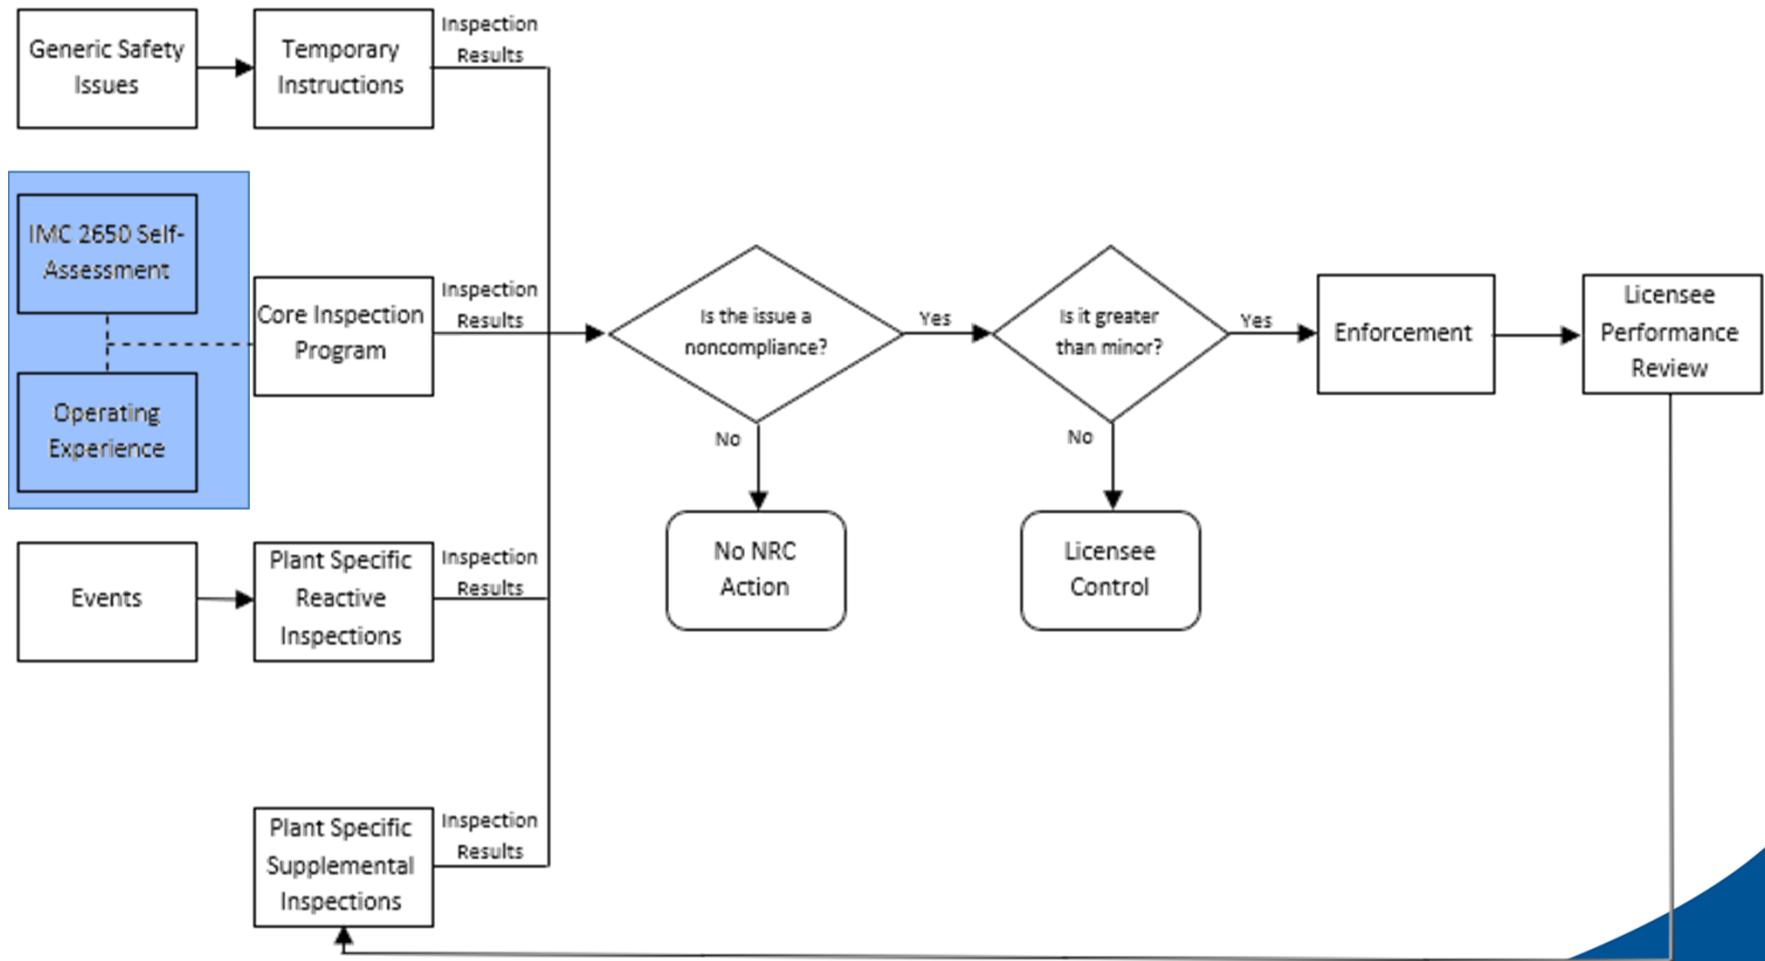 Generic Safety
Issues
Temporary
Instructions
Inspection
Results
IMC 2650 Self-
Assessment
Operating
Experience
Core Inspection
Program
Inspection
Results
Is the issue a
noncompliance?
Yes
No
No NRC
Action
Is it greater
than minor?
Yes
No
Licensee
Control
Enforcement
Licensee
Performance
Review
Events
Plant Specific
Reactive
Inspections
Inspection
Results
Plant Specific
Supplemental
Inspections
Inspection
Results